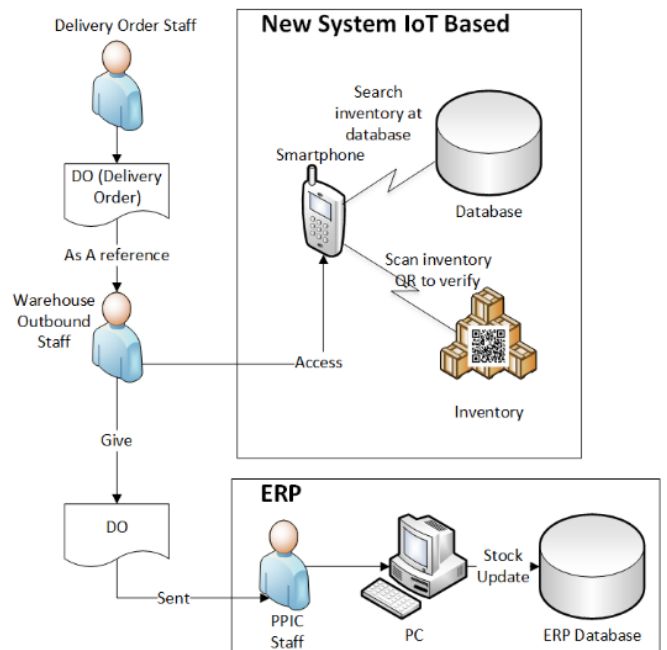 Delivery Order Staff
New System IoT Based
Search
inventory at
database
Smartphone
DO (Delivery
Order)
Database
As A reference
Scan inventory
QR to verify
Warehouse
Outbound
Staff
Access
Inventory
Give
ERP
DO
Stock
Update
Sent
PPIC
Staff
PC
ERP Database